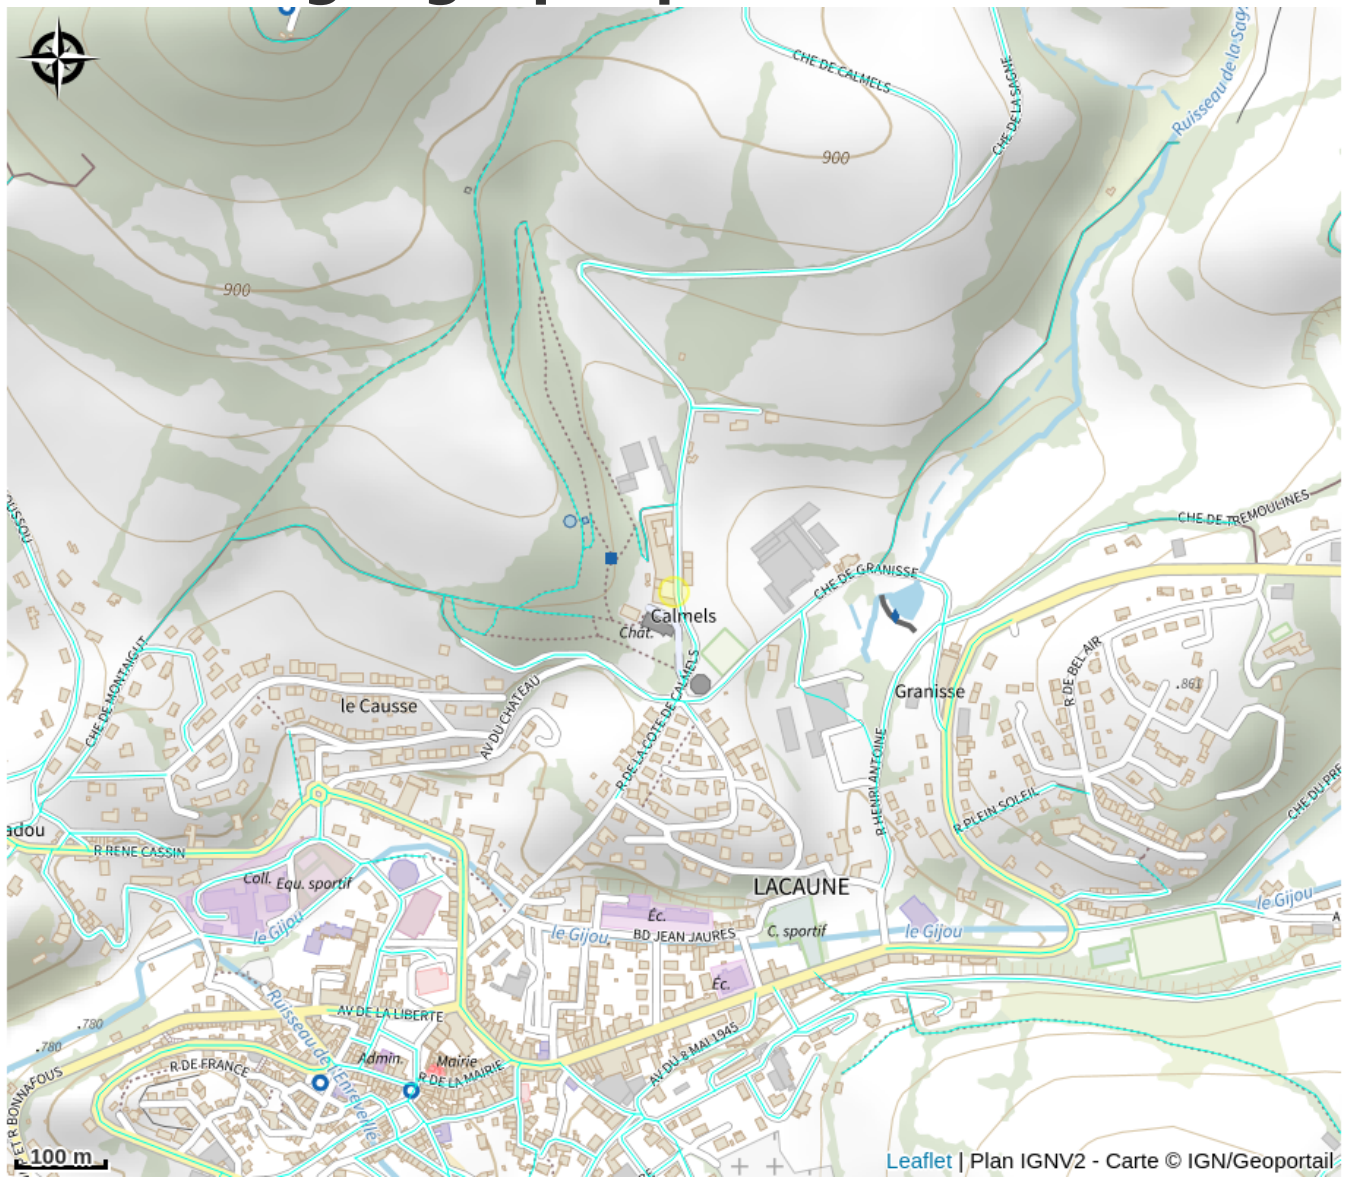 CHE DE CALMELS
CHE DE LA SAGNE
Ruisseau de la Sag
900
900
CHE DE TREMOULINES
CHE DE GRANISSE
Calmels
Chât.
R DE BEL AIR
CHE DE MONTAIGUT
Granisse
.861
le Causse
AV DU CHATEAU
R DE LA COTE DE CALMELS
R HENRI ANTOINE
R PLEIN SOLEIL
CHE DU PRE
adou
R RENE CASSIN
Coll.
Equ. sportif
LACAUNE
le Gijou
Éc.
le Gijou
BD JEAN JAURES
C. sportif
le Gijou
le Gijou
A
Éc.
Ruisseau de l'Enreveille
AV DE LA LIBERTE
.780
.780
AV DU 8 MAI 1945
Admin.
Mairie
R DE FRANCE
R DE LA MAIRIE
ET R BONNAFOUS
100 m
Leaflet | Plan IGNV2 - Carte © IGN/Geoportail